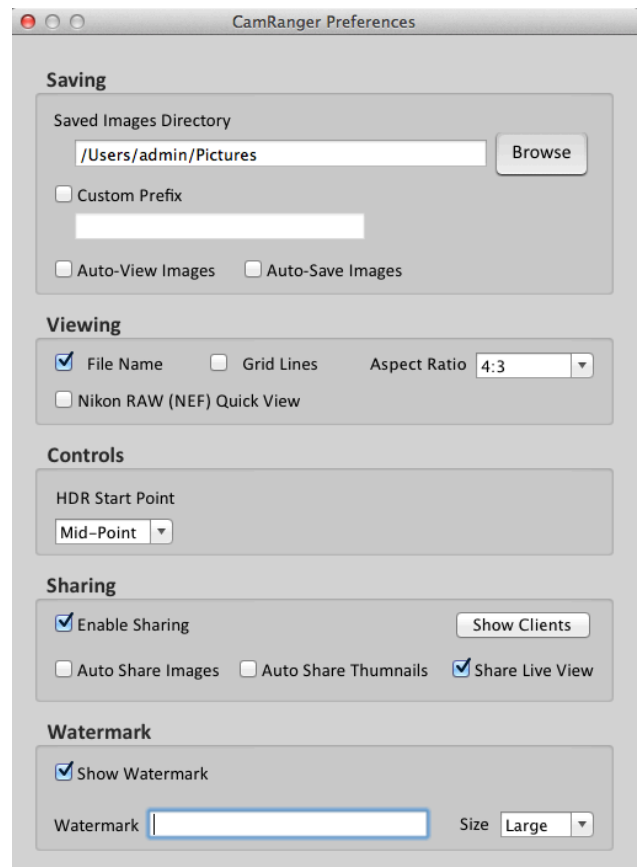 CamRanger Preferences
Saving
Saved Images Directory
/Users/admin/Pictures Browse
Custom Prefix
Auto-View Images Auto-Save Images
Viewing
File Name Grid Lines Aspect Ratio 4:3
Nikon RAW (NEF) Quick View
Controls
HDR Start Point
Mid-Point
Sharing
Enable Sharing Show Clients
Auto Share Images Auto Share Thumnails Share Live View
Watermark
Show Watermark
Watermark Size Large